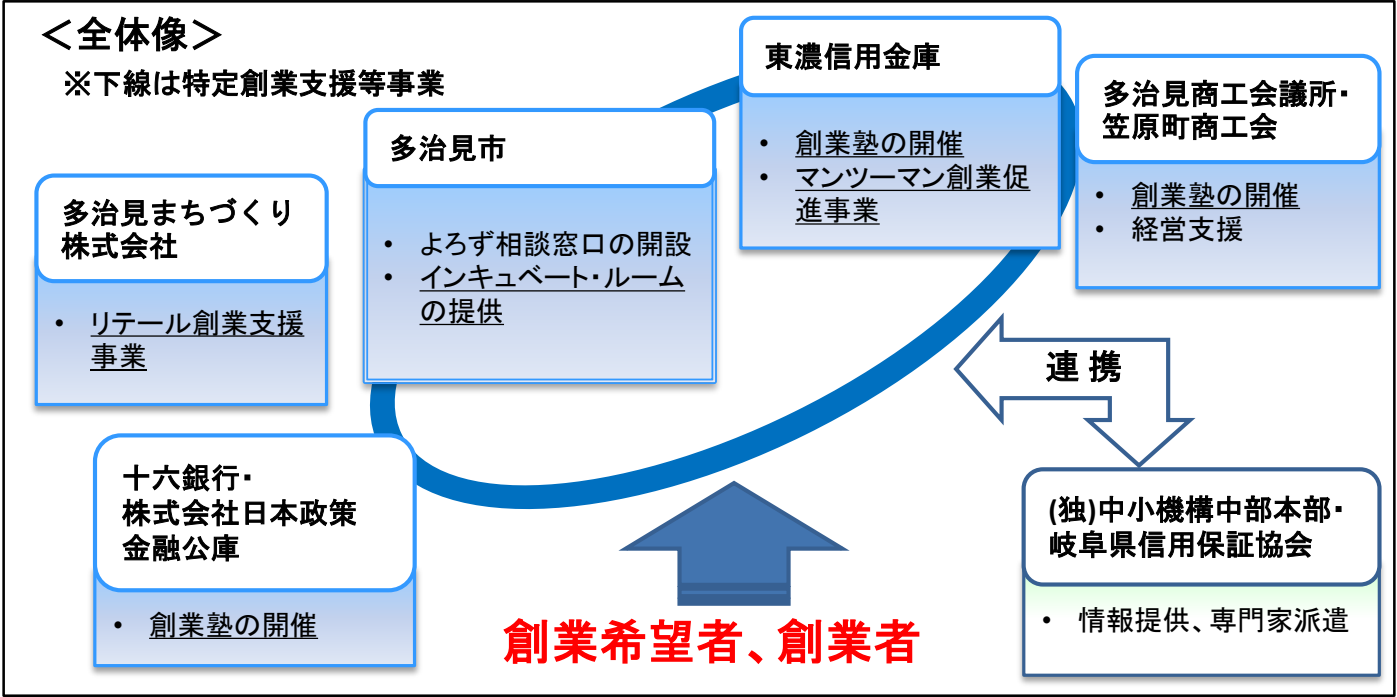 ＜全体像＞
※下線は特定創業支援等事業
東濃信用金庫
• 創業塾の開催
• マンツーマン創業促
進事業
多治見商工会議所・
笠原町商工会
• 創業塾の開催
• 経営支援
多治見市
• よろず相談窓口の開設
• インキュベート・ルーム
の提供
多治見まちづくり
株式会社
• リテール創業支援
事業
連 携
十六銀行・
株式会社日本政策
金融公庫
• 創業塾の開催
(独)中小機構中部本部・
岐阜県信用保証協会
• 情報提供、専門家派遣
創業希望者、創業者